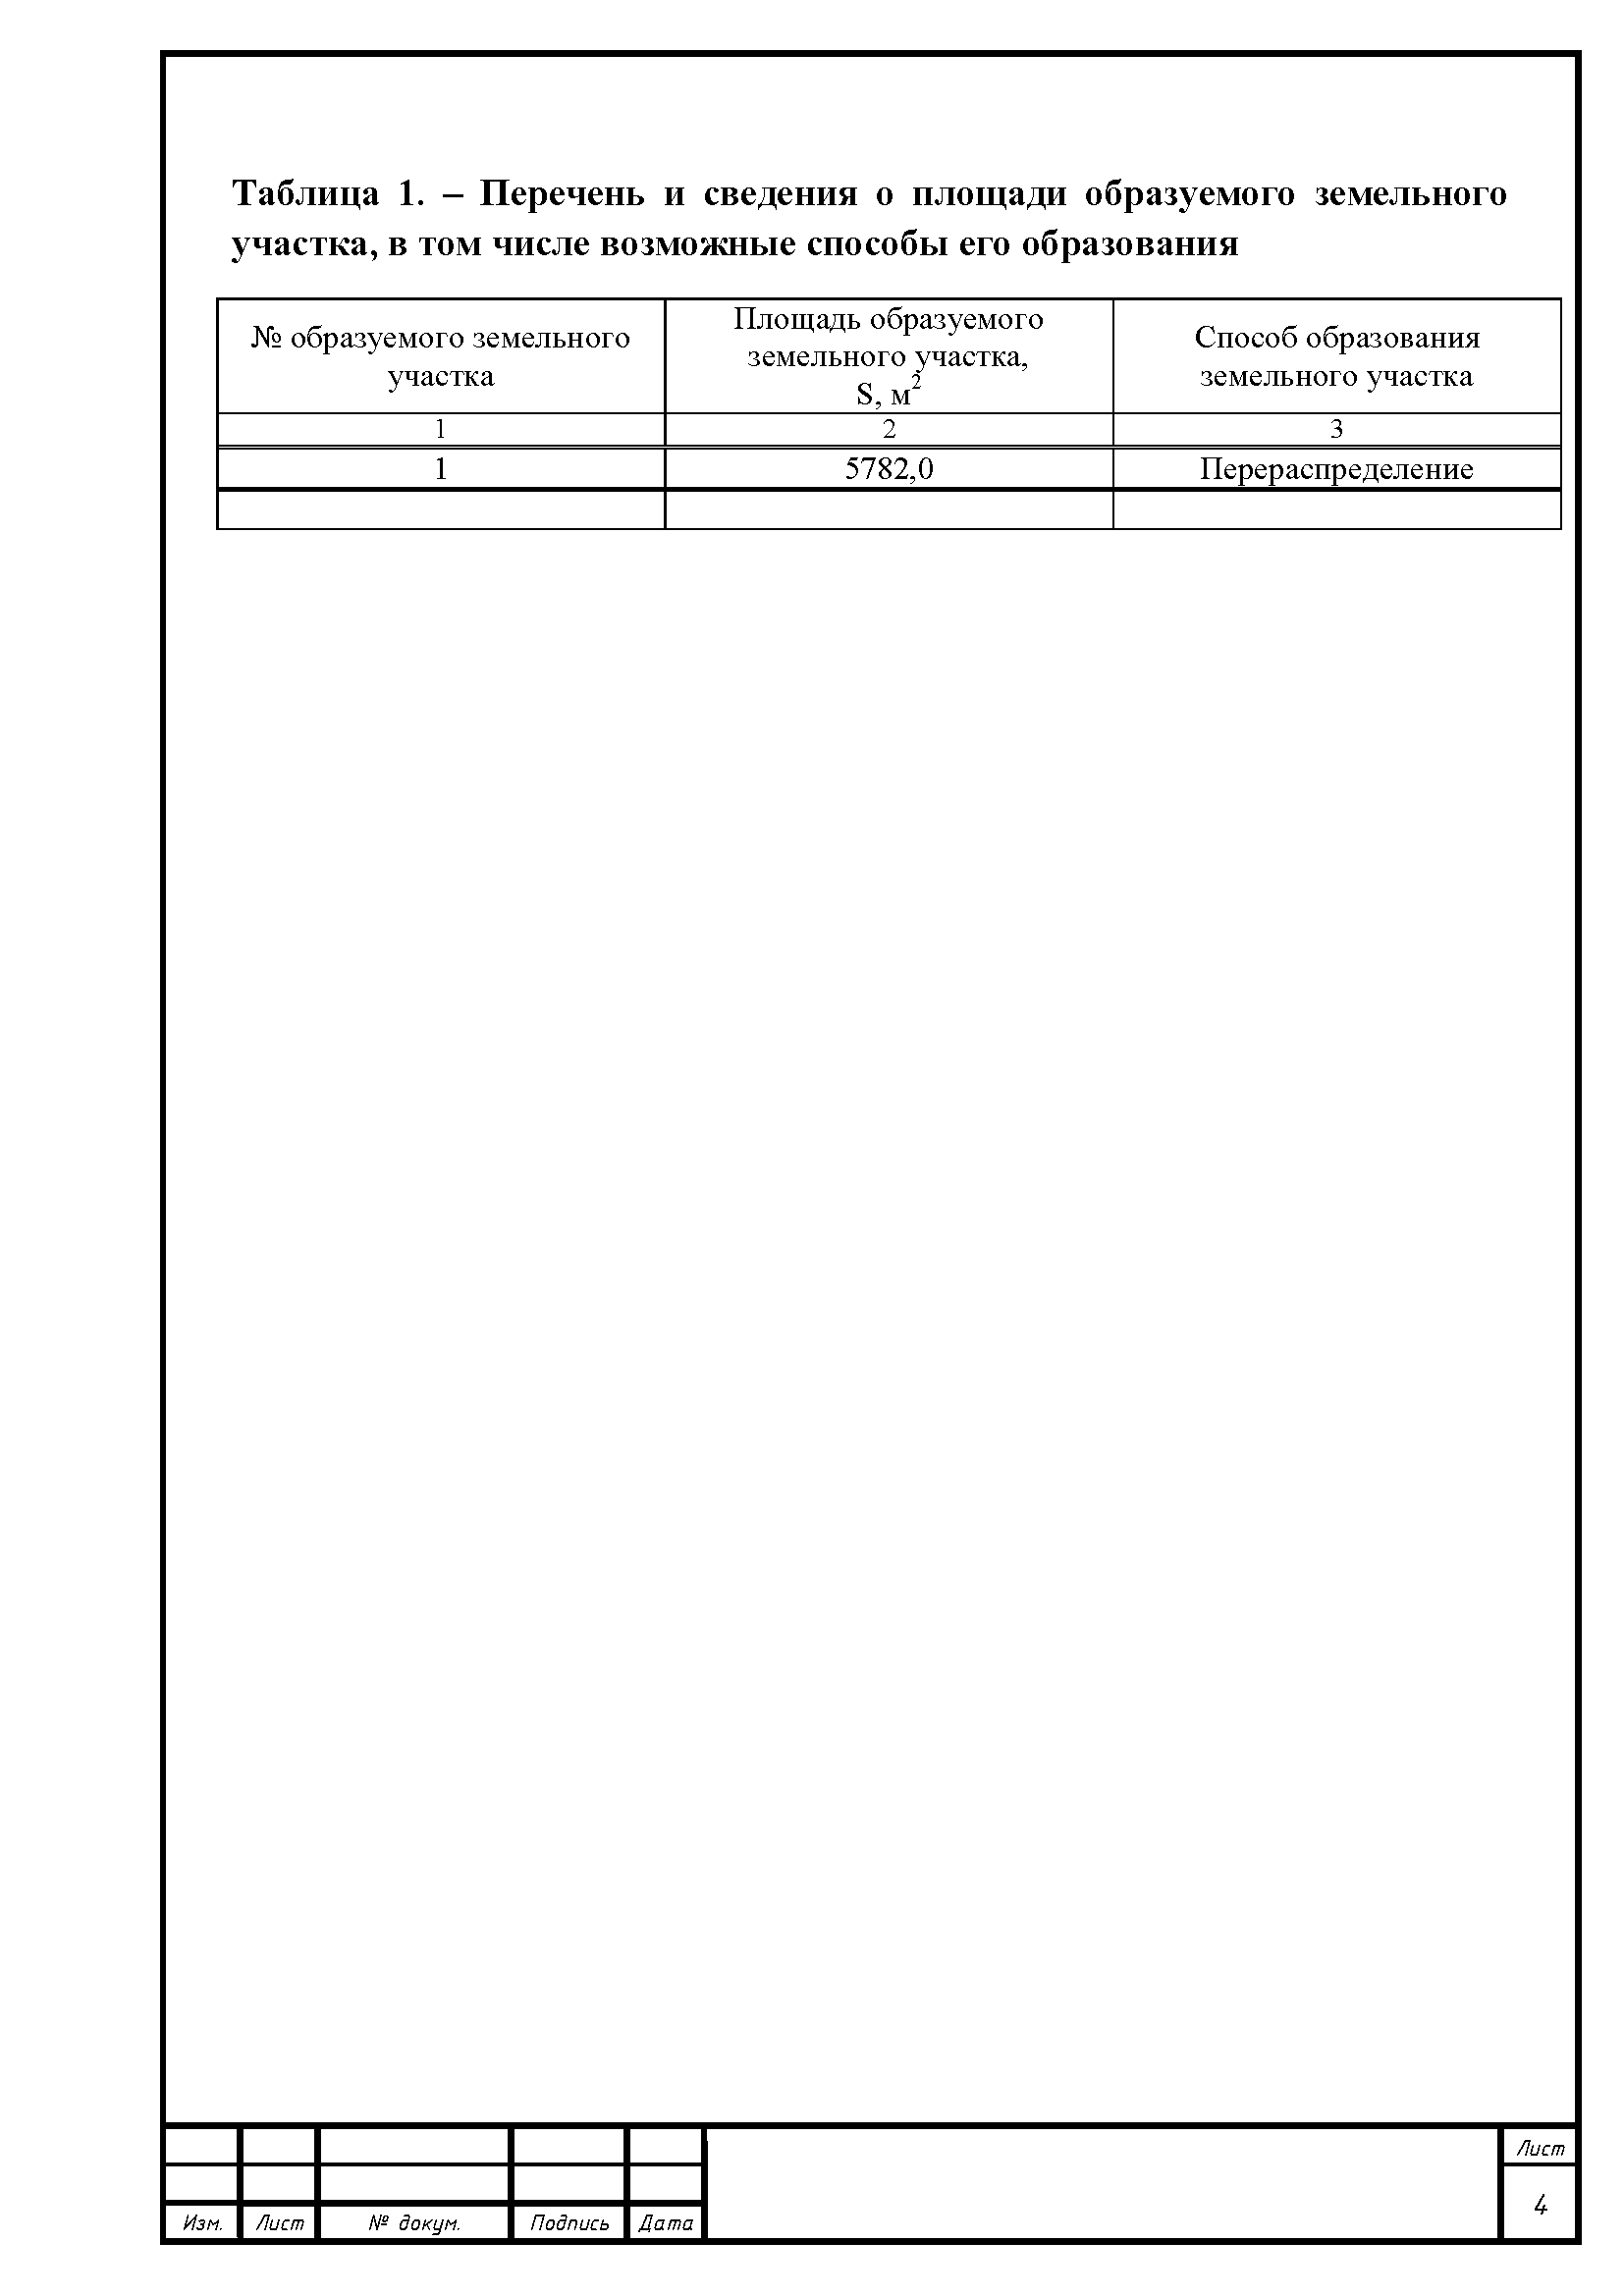 Таблица 1. – Перечень и сведения о площади образуемого земельного
участка, в том числе возможные способы его образования
№ образуемого земельного
участка
Площадь образуемого
земельного участка,
S, м²
Способ образования
земельного участка
1 2 3
1 5782,0 Перераспределение
Лист
4
Изм. Лист № докум. Подпись Дата